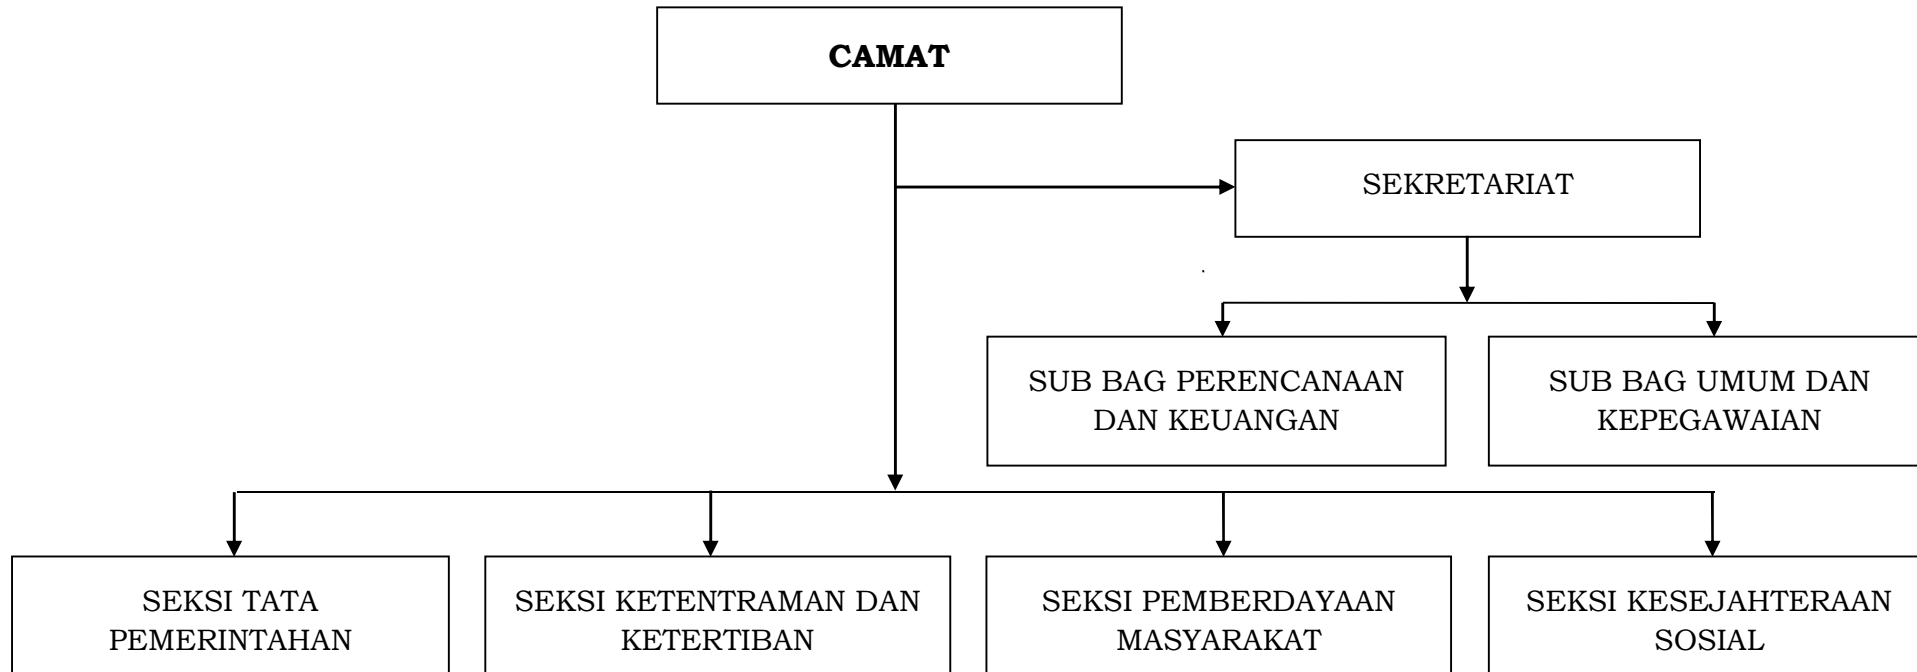 CAMAT
SEKRETARIAT
SUB BAG PERENCANAAN
DAN KEUANGAN
SUB BAG UMUM DAN
KEPEGAWAIAN
SEKSI TATA
PEMERINTAHAN
SEKSI KETENTRAMAN DAN
KETERTIBAN
SEKSI PEMBERDAYAAN
MASYARAKAT
SEKSI KESEJAHTERAAN
SOSIAL